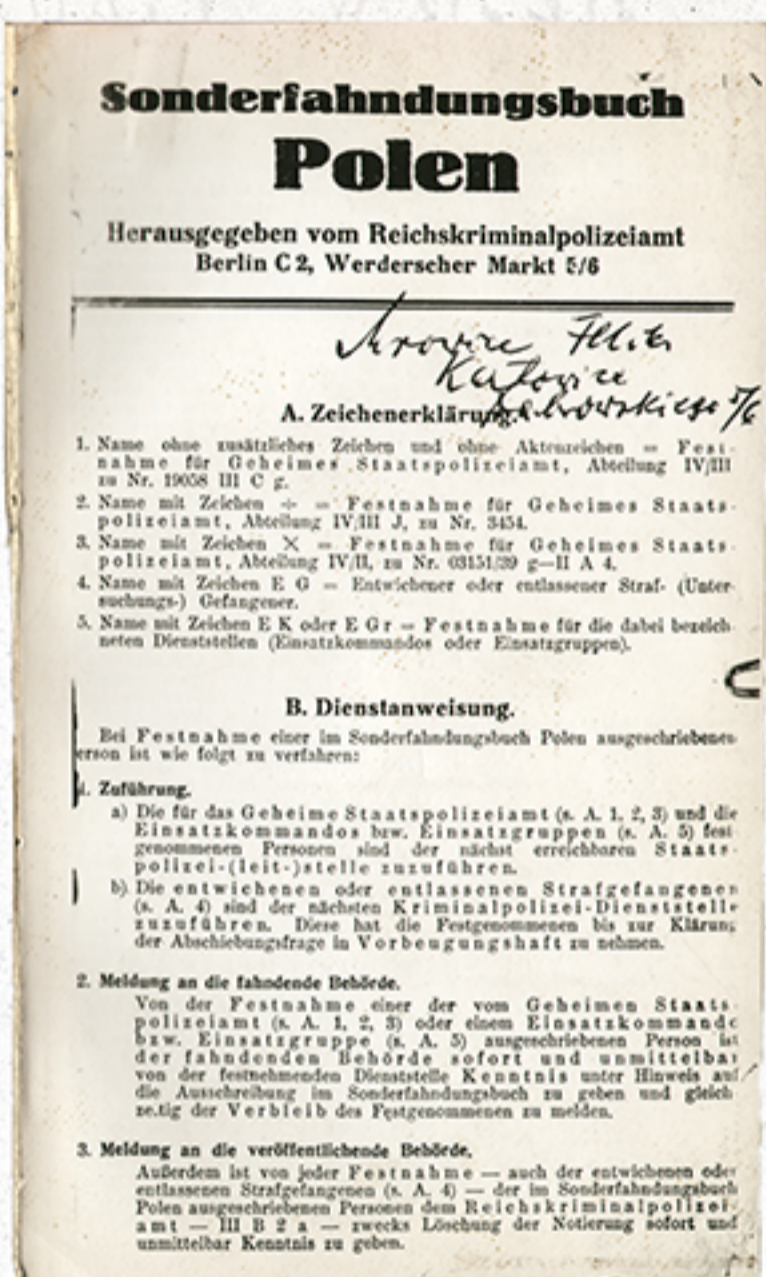 Sonderfahndungsbuch
Polen
Herausgegeben vom Reichskriminalpolizeiamt
Berlin C 2, Werderscher Markt 5/6
Katowice
A. Zeichenerklärung.
1. Name ohne zusätzliches Zeichen und ohne Aktenzeichen = Fest-
nahme für Geheimes Staatspolizeiamt, Abteilung IV/III
zu Nr. 19058 III C g.
2. Name mit Zeichen ÷ = Festnahme für Geheimes Staats-
polizeiamt, Abteilung IV/III J, zu Nr. 3454.
3. Name mit Zeichen X = Festnahme für Geheimes Staats-
polizeiamt, Abteilung IV/II, zu Nr. 03151/39 g—II A 4.
4. Name mit Zeichen E G = Entwichener oder entlassener Straf- (Unter-
suchungs-) Gefangener.
5. Name mit Zeichen E K oder E Gr = Festnahme für die dabei bezeich-
neten Dienststellen (Einsatzkommandos oder Einsatzgruppen).
B. Dienstanweisung.
Bei Festnahme einer im Sonderfahndungsbuch Polen ausgeschriebenen
erson ist wie folgt zu verfahren:
1. Zuführung.
a) Die für das Geheime Staatspolizeiamt (s. A. 1, 2, 3) und die
Einsatzkommandos bzw. Einsatzgruppen (s. A. 5) fest
genommenen Personen sind der nächst erreichbaren Staats-
polizei-(leit-)stelle zuzuführen.
b) Die entwichenen oder entlassenen Strafgefangenen
(s. A. 4) sind der nächsten Kriminalpolizei-Dienststelle
zuzuführen. Diese hat die Festgenommenen bis zur Klärung
der Abschiebungsfrage in Vorbeugungshaft zu nehmen.
2. Meldung an die fahndende Behörde.
Von der Festnahme einer der vom Geheimen Staats-
polizeiamt (s. A. 1, 2, 3) oder einem Einsatzkommando
bzw. Einsatzgruppe (s. A. 5) ausgeschriebenen Person ist
der fahndenden Behörde sofort und unmittelbar
von der festnehmenden Dienststelle Kenntnis unter Hinweis auf
die Ausschreibung im Sonderfahndungsbuch zu geben und gleich
ze.tig der Verbleib des Festgenommenen zu melden.
3. Meldung an die veröffentlichende Behörde.
Außerdem ist von jeder Festnahme — auch der entwichenen oder
entlassenen Strafgefangenen (s. A. 4) — der im Sonderfahndungsbuch
Polen ausgeschriebenen Personen dem Reichskriminalpolizei-
amt — III B 2 a — zwecks Löschung der Notierung sofort und
unmittelbar Kenntnis zu geben.